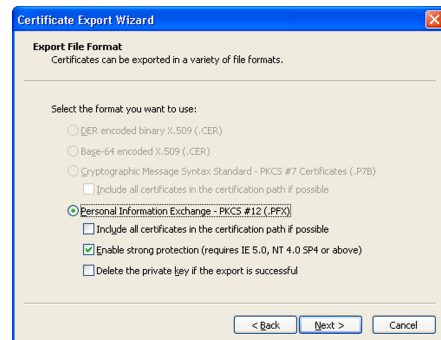 Certificate Export Wizard
Export File Format
Certificates can be exported in a variety of file formats.
Select the format you want to use:
DER encoded binary X.509 (.CER)
Base-64 encoded X.509 (.CER)
Cryptographic Message Syntax Standard - PKCS #7 Certificates (.P7B)
Include all certificates in the certification path if possible
Personal Information Exchange - PKCS #12 (.PFX)
Include all certificates in the certification path if possible
Enable strong protection (requires IE 5.0, NT 4.0 SP4 or above)
Delete the private key if the export is successful
< Back Next > Cancel